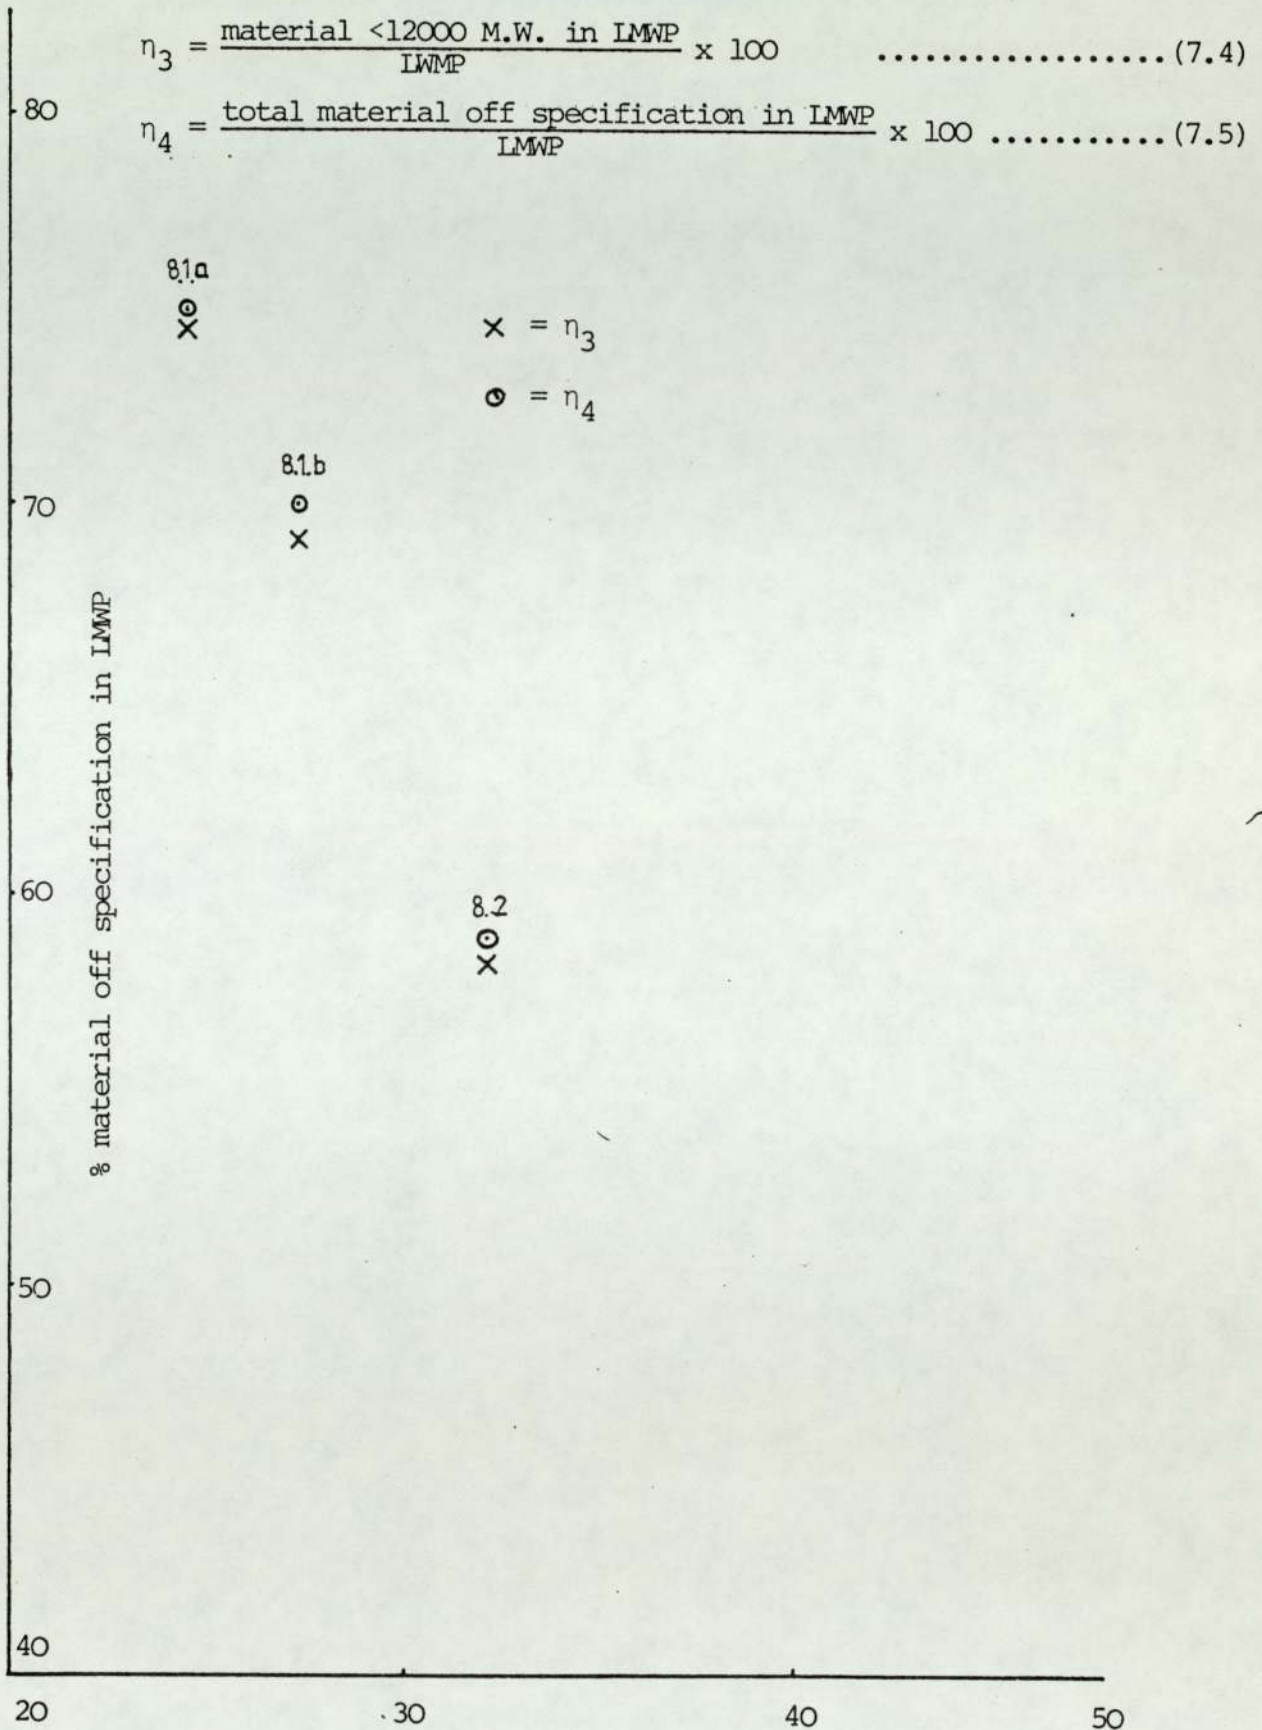 η3 = material <12000 M.W. in LMWP / LWMP x 100 .................. (7.4)
80
η4 = total material off specification in LMWP / LMWP x 100 ........... (7.5)
8.1.a
x = η3
⊙ = η4
8.1.b
70
% material off specification in LMWP
60
8.2
50
40
20 30 40 50